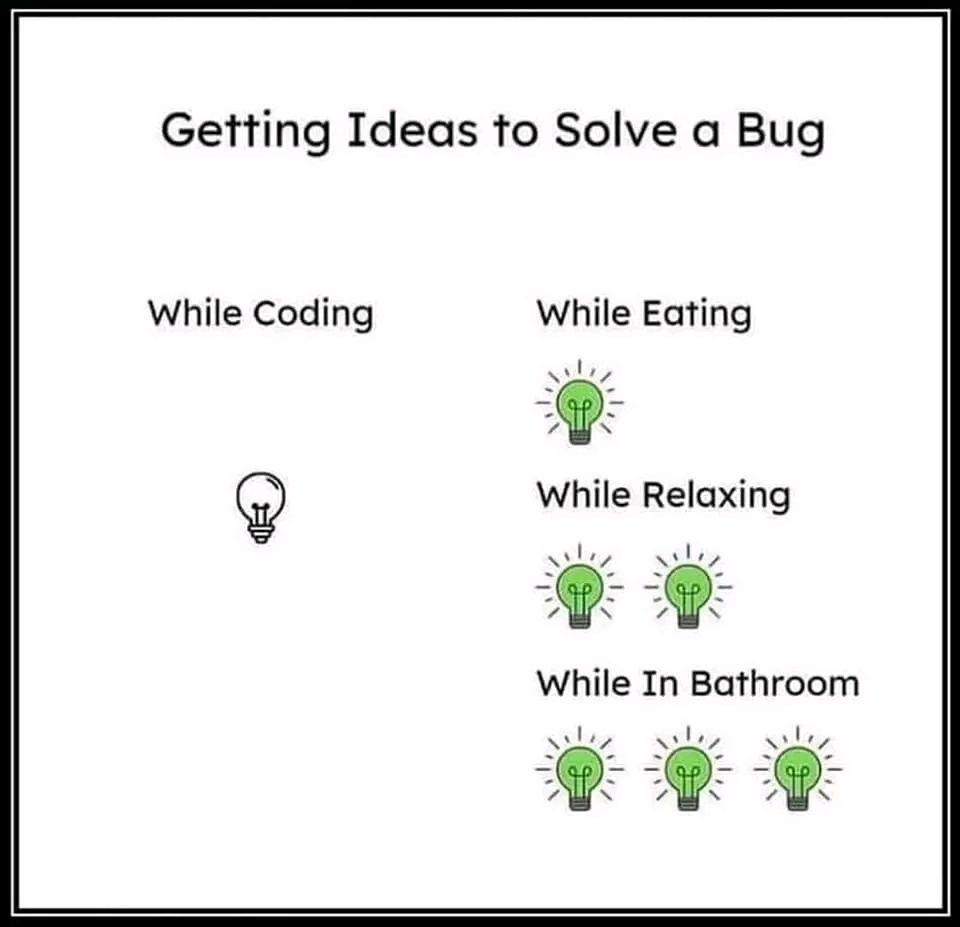 Getting Ideas to Solve a Bug
While Coding
While Eating
While Relaxing
While In Bathroom